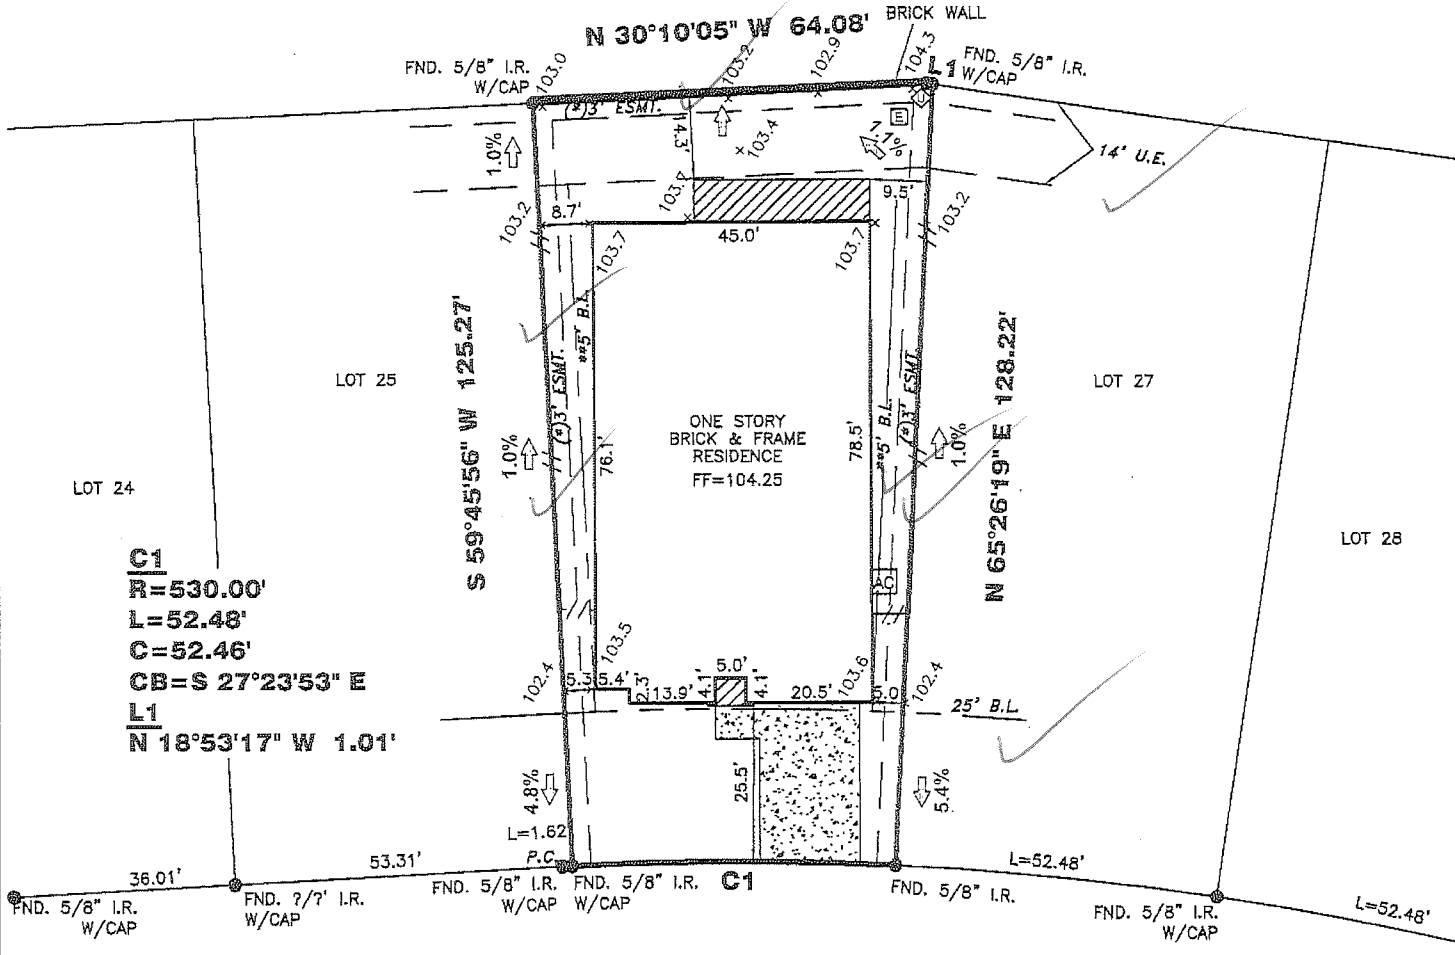 BRICK WALL
N 30°10'05" W 64.08'
FND. 5/8" I.R.
W/CAP
103.0
103.2
102.9
104.3
L1
FND. 5/8" I.R.
W/CAP
(*)3' ESMT.
14.3'
103.4
E
1.1%
1.0%
14' U.E.
103.7
9.5'
103.2
8.7'
103.2
45.0'
103.7
103.7
**5' B.L.
(*)3' ESMT.
S 59°45'56" W 125.27'
LOT 25
LOT 27
N 65°26'19" E 128.22'
ONE STORY
BRICK & FRAME
RESIDENCE
FF=104.25
76.1'
78.5'
**5' B.L.
(*)3' ESMT.
1.0%
1.0%
LOT 24
LOT 28
C1
R=530.00'
L=52.48'
C=52.46'
CB=S 27°23'53" E
L1
N 18°53'17" W 1.01'
AC
103.5
102.4
5.3
5.4'
2.3'
13.9'
4.1'
5.0'
4.1'
20.5'
103.6
5.0
102.4
25' B.L.
4.8%
25.5'
5.4%
L=1.62
P.C.
36.01'
53.31'
C1
L=52.48'
L=52.48'
FND. 5/8" I.R.
W/CAP
FND. ?/?' I.R.
W/CAP
FND. 5/8" I.R.
W/CAP
FND. 5/8" I.R.
W/CAP
FND. 5/8" I.R.
FND. 5/8" I.R.
W/CAP